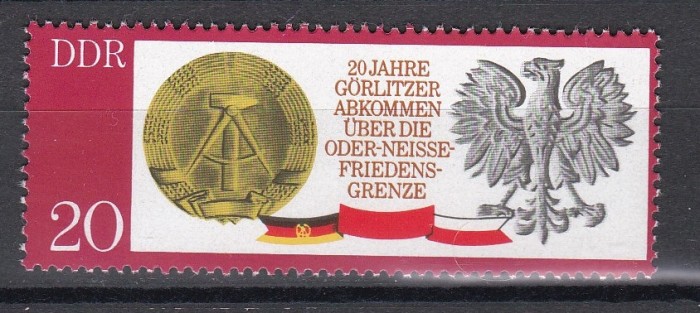 DDR
20
20 JAHRE
GÖRLITZER
ABKOMMEN
ÜBER DIE
ODER-NEISSE-
FRIEDENS-
GRENZE